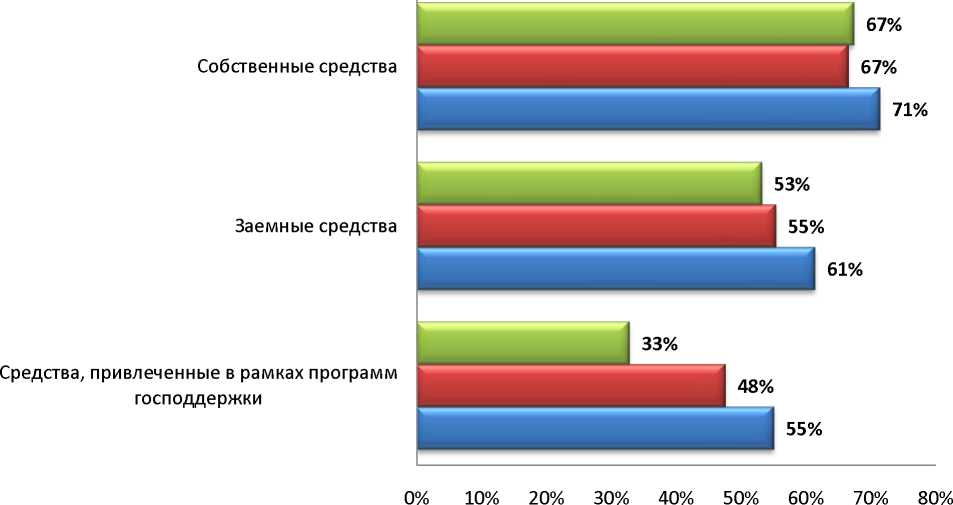 67%
Собственные средства
67%
71%
53%
Заемные средства
55%
61%
33%
Средства, привлеченные в рамках программ
господдержки
48%
55%
0% 10% 20% 30% 40% 50% 60% 70% 80%